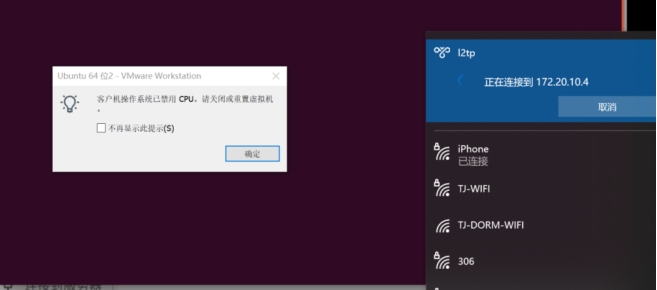 Ubuntu 64 位2 - VMware Workstation
客户机操作系统已禁用 CPU。请关闭或重置虚拟机
。
不再显示此提示(S)
确定
l2tp
正在连接到 172.20.10.4
取消
iPhone
已连接
TJ-WIFI
TJ-DORM-WIFI
306